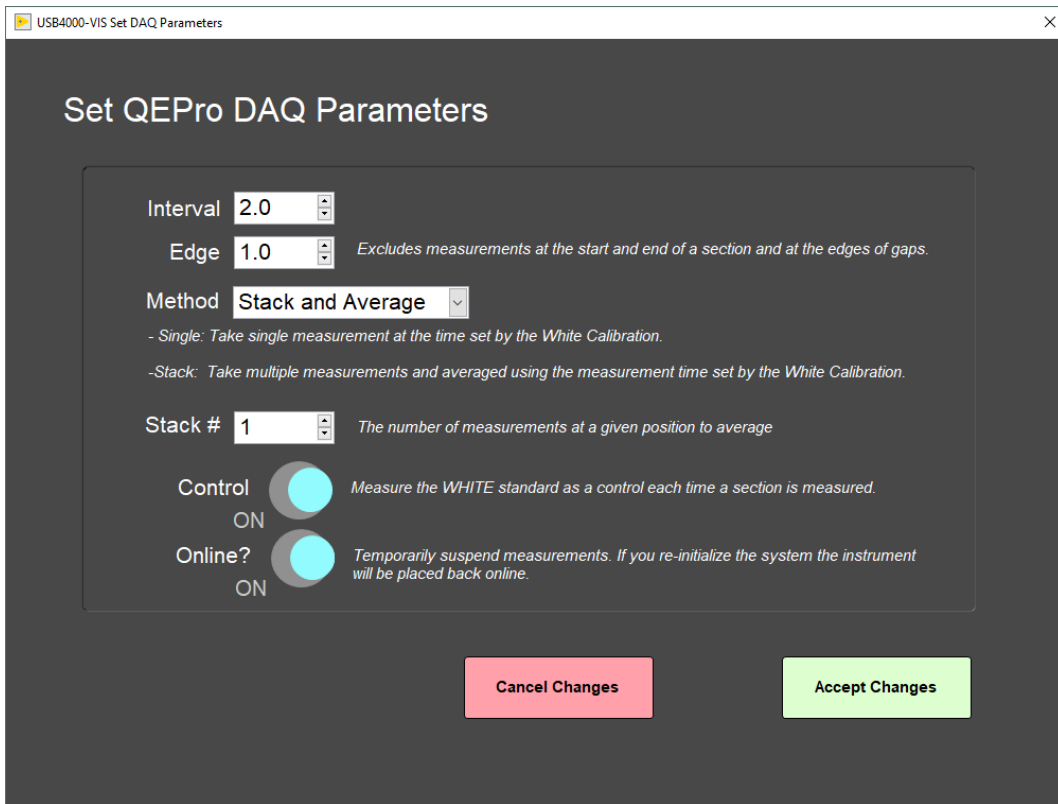 USB4000-VIS Set DAQ Parameters
Set QEPro DAQ Parameters
Interval 2.0
Edge 1.0 Excludes measurements at the start and end of a section and at the edges of gaps.
Method Stack and Average
- Single: Take single measurement at the time set by the White Calibration.
-Stack: Take multiple measurements and averaged using the measurement time set by the White Calibration.
Stack # 1 The number of measurements at a given position to average
Control Measure the WHITE standard as a control each time a section is measured.
ON
Online? Temporarily suspend measurements. If you re-initialize the system the instrument
will be placed back online.
ON
Cancel Changes Accept Changes